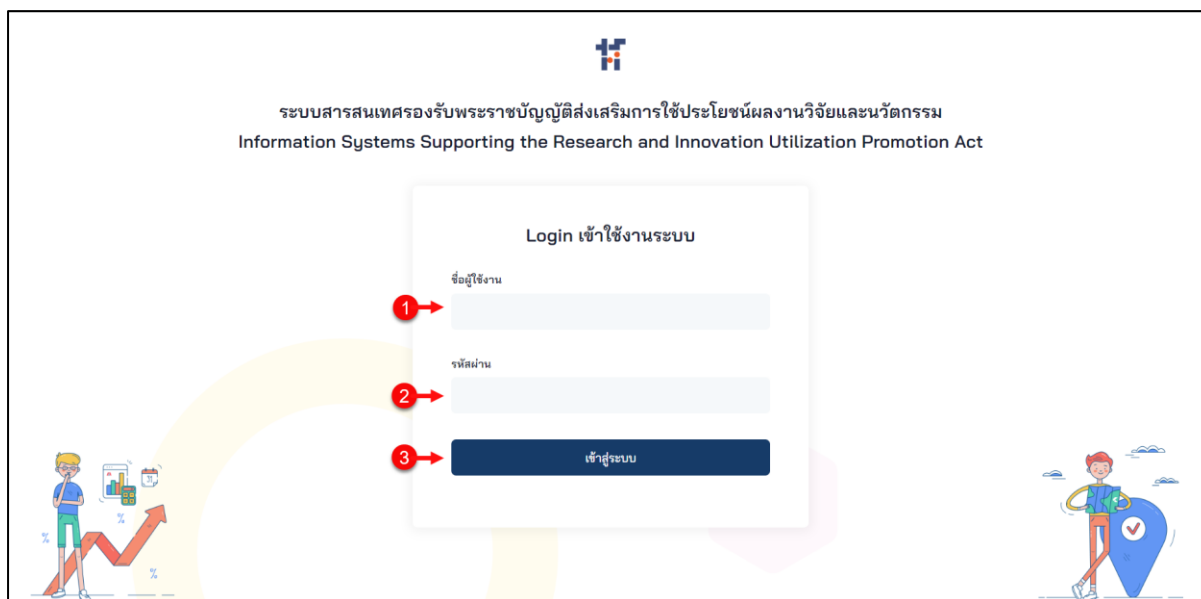 ระบบสารสนเทศรองรับพระราชบัญญัติส่งเสริมการใช้ประโยชน์ผลงานวิจัยและนวัตกรรม
Information Systems Supporting the Research and Innovation Utilization Promotion Act
Login เข้าใช้งานระบบ
ชื่อผู้ใช้งาน
1
รหัสผ่าน
2
3
เข้าสู่ระบบ
31
%
%
%